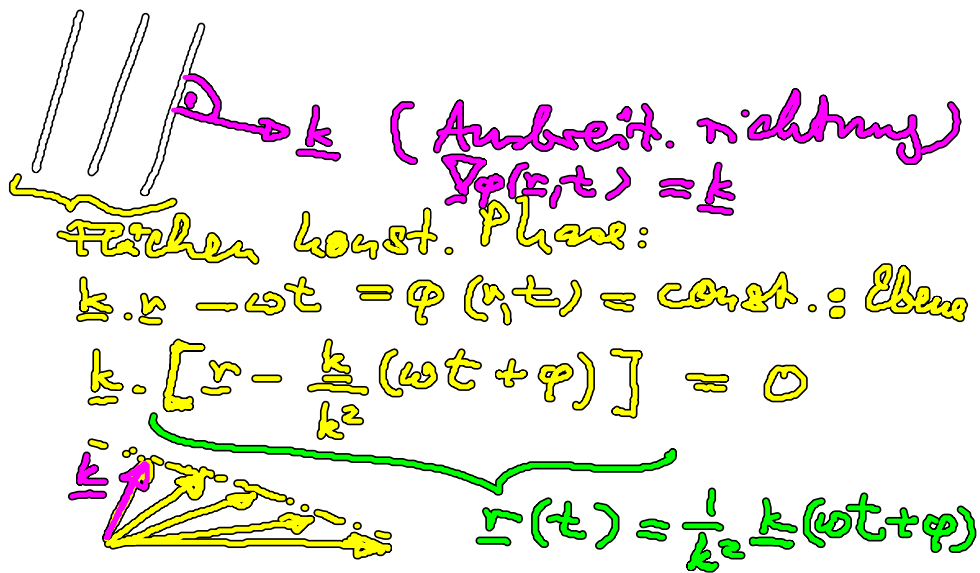 k (Ausbreit. richtung)
∇φ(r,t) = k
Flächen konst. Phase:
k · r − ωt = φ(r,t) = const. : Ebene
k · [r − k/k² (ωt + φ)] = 0
k
r(t) = 1/k² k(ωt+φ)